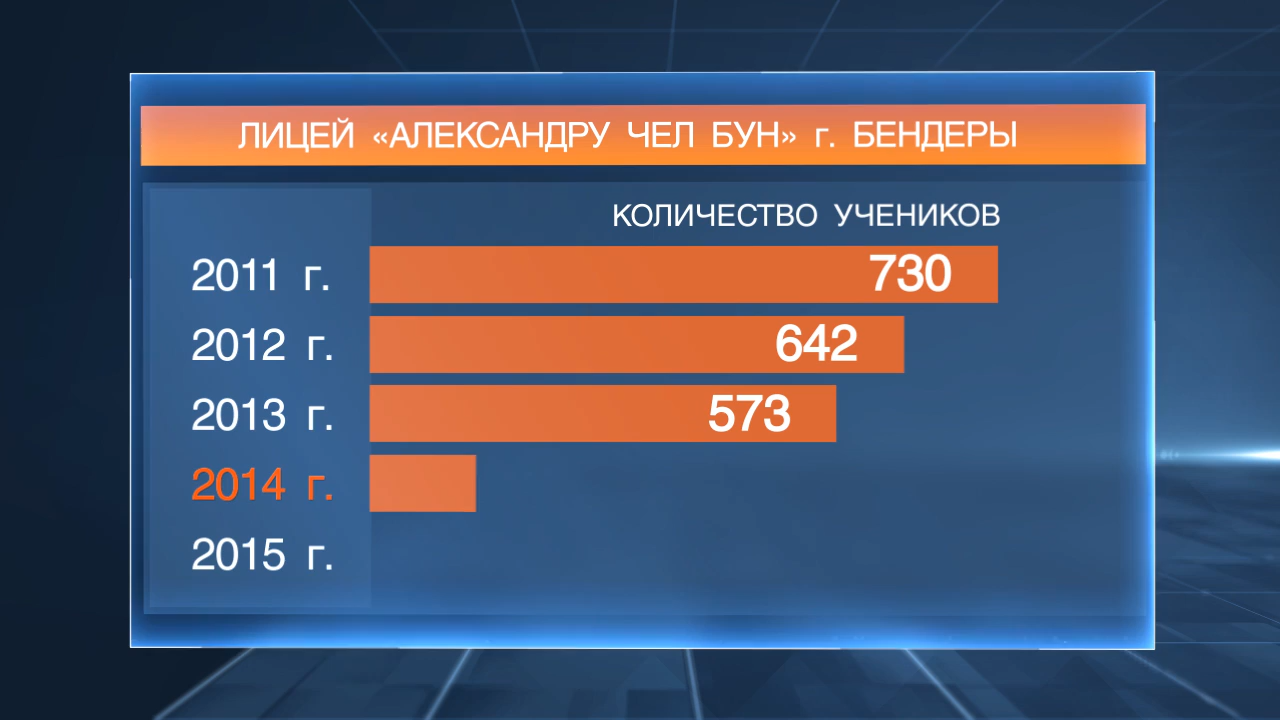 ЛИЦЕЙ «АЛЕКСАНДРУ ЧЕЛ БУН» г. БЕНДЕРЫ
КОЛИЧЕСТВО УЧЕНИКОВ
2011 г. 730
2012 г. 642
2013 г. 573
2014 г.
2015 г.